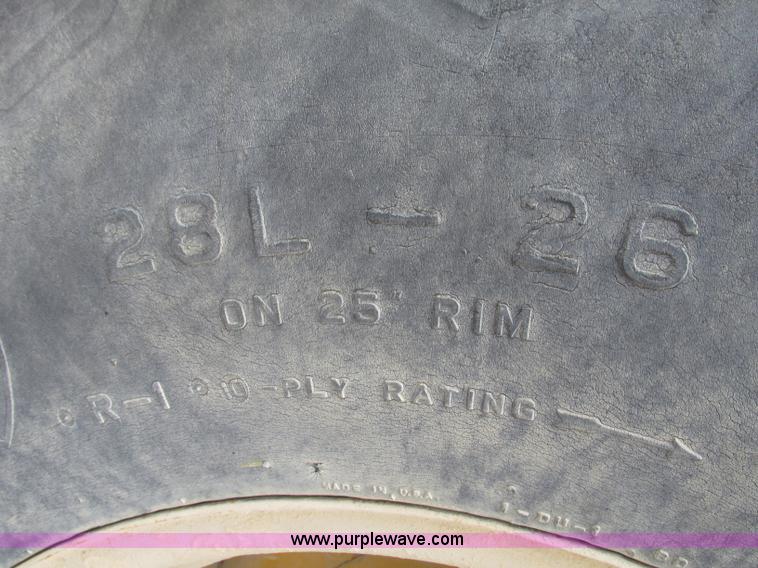 28L - 26
ON 25" RIM
R-1 10-PLY RATING
MADE IN U.S.A.
www.purplewave.com